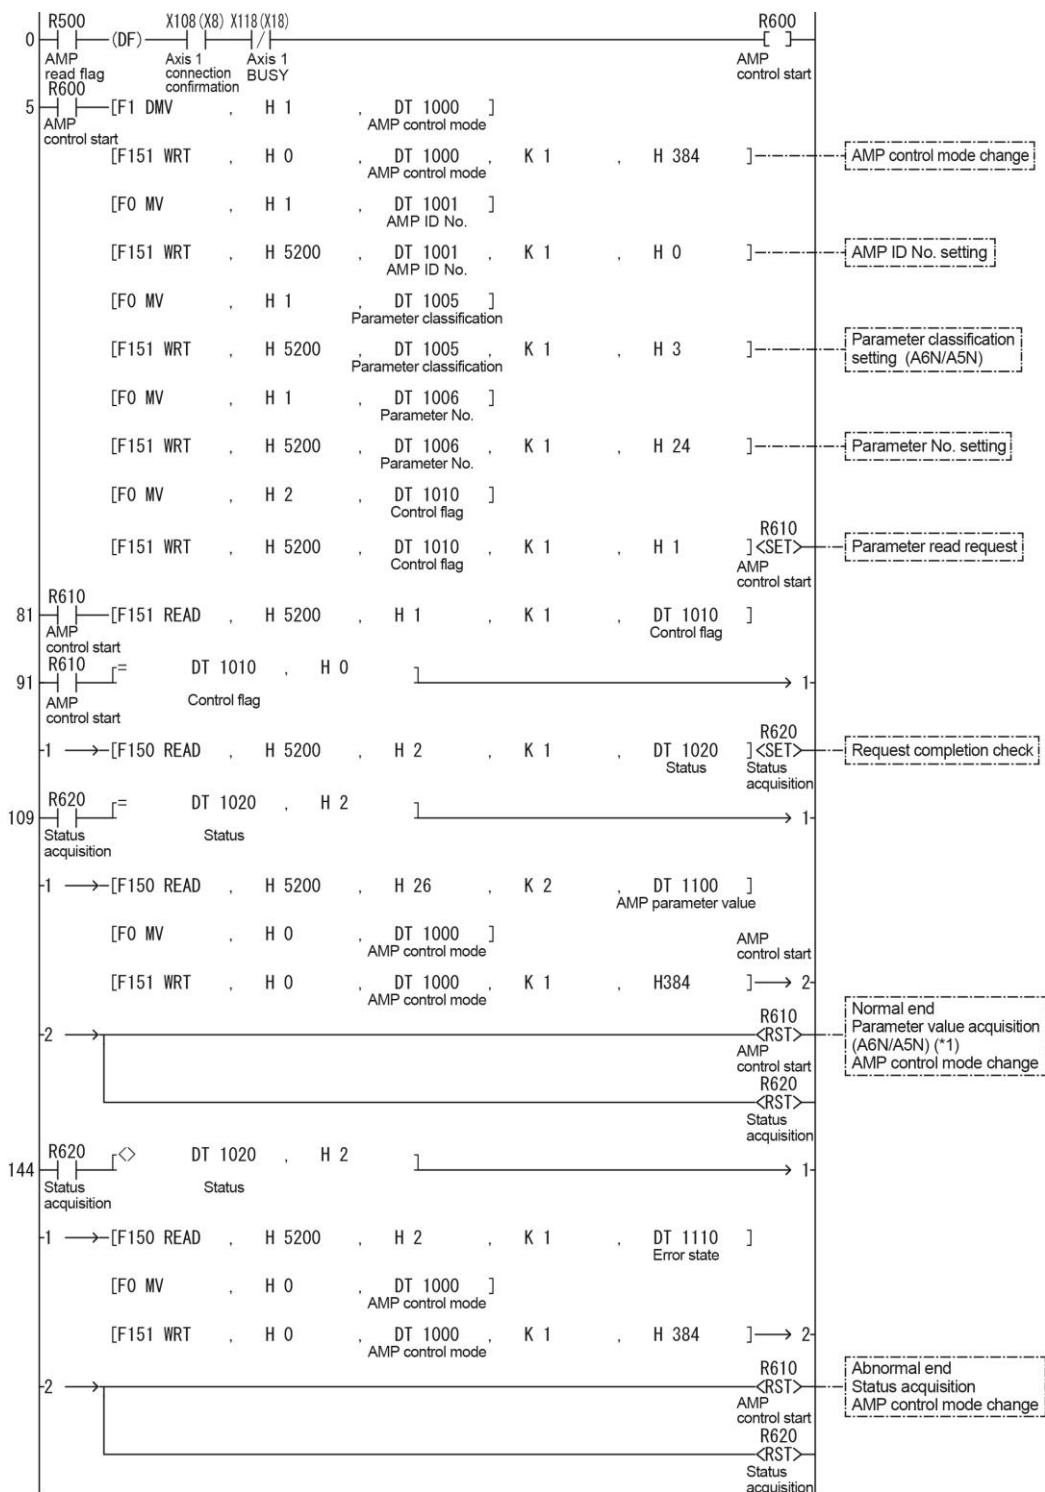 R500 X108(X8) X118(X18) R600
0 (DF)
AMP read flag Axis 1 connection confirmation Axis 1 BUSY AMP control start
R600
5 [F1 DMV , H 1 , DT 1000 ]
AMP control start AMP control mode
[F151 WRT , H 0 , DT 1000 , K 1 , H 384 ] AMP control mode change
AMP control mode
[F0 MV , H 1 , DT 1001 ]
AMP ID No.
[F151 WRT , H 5200 , DT 1001 , K 1 , H 0 ] AMP ID No. setting
AMP ID No.
[F0 MV , H 1 , DT 1005 ]
Parameter classification
[F151 WRT , H 5200 , DT 1005 , K 1 , H 3 ] Parameter classification setting (A6N/A5N)
Parameter classification
[F0 MV , H 1 , DT 1006 ]
Parameter No.
[F151 WRT , H 5200 , DT 1006 , K 1 , H 24 ] Parameter No. setting
Parameter No.
[F0 MV , H 2 , DT 1010 ]
Control flag
R610
[F151 WRT , H 5200 , DT 1010 , K 1 , H 1 ] <SET> Parameter read request
Control flag AMP control start
R610
81 [F151 READ , H 5200 , H 1 , K 1 , DT 1010 ]
AMP control start Control flag
R610
91 [= DT 1010 , H 0 ] → 1
AMP control start Control flag
R620
1 → [F150 READ , H 5200 , H 2 , K 1 , DT 1020 ] <SET> Request completion check
Status Status acquisition
R620
109 [= DT 1020 , H 2 ] → 1
Status acquisition Status
1 → [F150 READ , H 5200 , H 26 , K 2 , DT 1100 ]
AMP parameter value
[F0 MV , H 0 , DT 1000 ] AMP control start
AMP control mode
[F151 WRT , H 0 , DT 1000 , K 1 , H384 ] → 2
AMP control mode
R610
2 → <RST> Normal end
AMP control start Parameter value acquisition
(A6N/A5N) (*1)
AMP control mode change
R620
<RST>
Status acquisition
R620
144 [<> DT 1020 , H 2 ] → 1
Status acquisition Status
1 → [F150 READ , H 5200 , H 2 , K 1 , DT 1110 ]
Error state
[F0 MV , H 0 , DT 1000 ]
AMP control mode
[F151 WRT , H 0 , DT 1000 , K 1 , H 384 ] → 2
AMP control mode
R610 Abnormal end
2 → <RST> Status acquisition
AMP control start AMP control mode change
R620
<RST>
Status acquisition